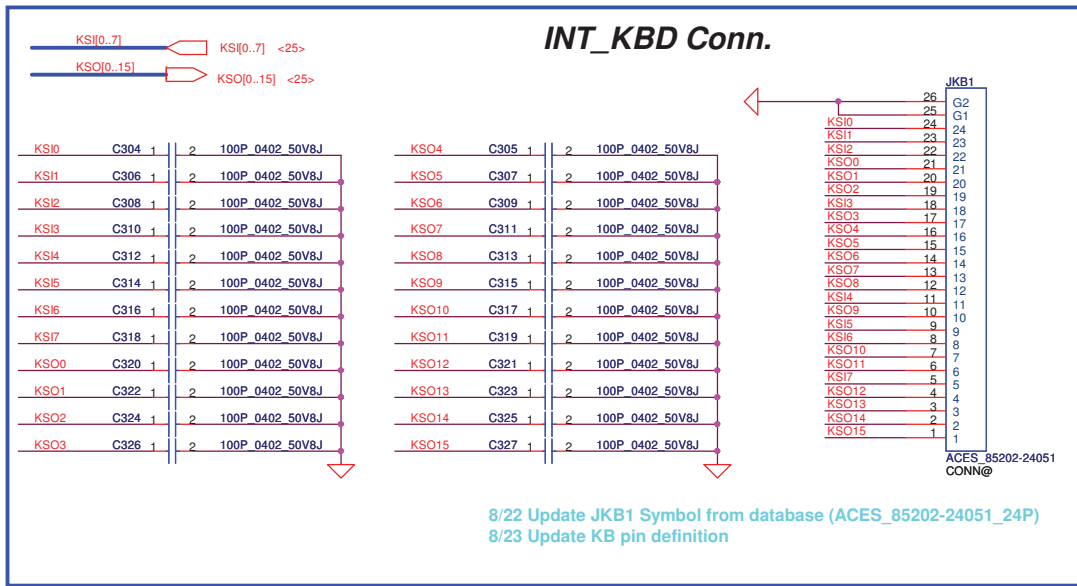 INT_KBD Conn.
KSI[0..7]
KSI[0..7] <25>
KSO[0..15]
KSO[0..15] <25>
KSI0 C304 1 2 100P_0402_50V8J
KSI1 C306 1 2 100P_0402_50V8J
KSI2 C308 1 2 100P_0402_50V8J
KSI3 C310 1 2 100P_0402_50V8J
KSI4 C312 1 2 100P_0402_50V8J
KSI5 C314 1 2 100P_0402_50V8J
KSI6 C316 1 2 100P_0402_50V8J
KSI7 C318 1 2 100P_0402_50V8J
KSO0 C320 1 2 100P_0402_50V8J
KSO1 C322 1 2 100P_0402_50V8J
KSO2 C324 1 2 100P_0402_50V8J
KSO3 C326 1 2 100P_0402_50V8J
KSO4 C305 1 2 100P_0402_50V8J
KSO5 C307 1 2 100P_0402_50V8J
KSO6 C309 1 2 100P_0402_50V8J
KSO7 C311 1 2 100P_0402_50V8J
KSO8 C313 1 2 100P_0402_50V8J
KSO9 C315 1 2 100P_0402_50V8J
KSO10 C317 1 2 100P_0402_50V8J
KSO11 C319 1 2 100P_0402_50V8J
KSO12 C321 1 2 100P_0402_50V8J
KSO13 C323 1 2 100P_0402_50V8J
KSO14 C325 1 2 100P_0402_50V8J
KSO15 C327 1 2 100P_0402_50V8J
JKB1
26 G2
25 G1
KSI0 24 24
KSI1 23 23
KSI2 22 22
KSO0 21 21
KSO1 20 20
KSO2 19 19
KSI3 18 18
KSO3 17 17
KSO4 16 16
KSO5 15 15
KSO6 14 14
KSO7 13 13
KSO8 12 12
KSI4 11 11
KSO9 10 10
KSI5 9 9
KSI6 8 8
KSO10 7 7
KSO11 6 6
KSI7 5 5
KSO12 4 4
KSO13 3 3
KSO14 2 2
KSO15 1 1
ACES_85202-24051
CONN@
8/22 Update JKB1 Symbol from database (ACES_85202-24051_24P)
8/23 Update KB pin definition